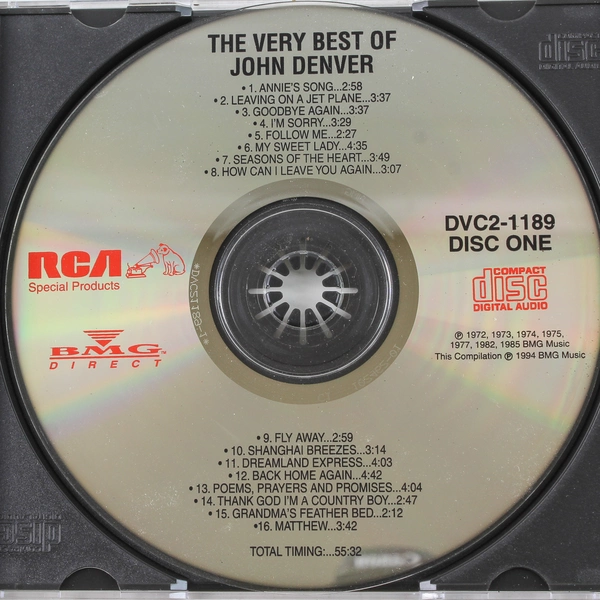 THE VERY BEST OF
JOHN DENVER
• 1. ANNIE'S SONG...2:58
• 2. LEAVING ON A JET PLANE...3:37
• 3. GOODBYE AGAIN...3:37
• 4. I'M SORRY...3:29
• 5. FOLLOW ME...2:27
• 6. MY SWEET LADY...4:35
• 7. SEASONS OF THE HEART...3:49
• 8. HOW CAN I LEAVE YOU AGAIN...3:07
RCA
Special Products
BMG™
DIRECT
DVC2-1189
DISC ONE
COMPACT
disc
DIGITAL AUDIO
℗ 1972, 1973, 1974, 1975,
1977, 1982, 1985 BMG Music
This Compilation ℗ 1994 BMG Music
• 9. FLY AWAY...2:59
• 10. SHANGHAI BREEZES...3:14
• 11. DREAMLAND EXPRESS...4:03
• 12. BACK HOME AGAIN...4:42
• 13. POEMS, PRAYERS AND PROMISES...4:04
• 14. THANK GOD I'M A COUNTRY BOY...2:47
• 15. GRANDMA'S FEATHER BED...2:12
•16. MATTHEW...3:42
TOTAL TIMING:...55:32
disc
DIGITAL AUDIO